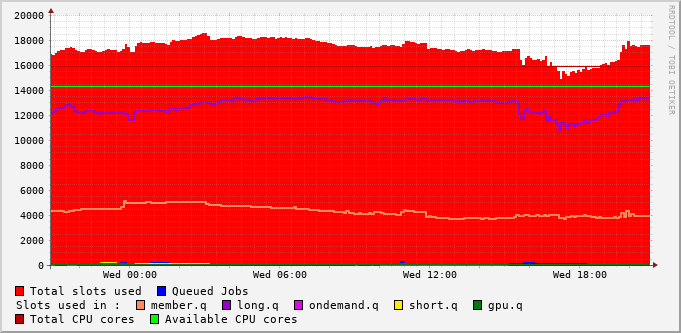 20000
18000
16000
14000
12000
10000
8000
6000
4000
2000
0
Wed 00:00 Wed 06:00 Wed 12:00 Wed 18:00
Total slots used Queued Jobs
Slots used in : member.q long.q ondemand.q short.q gpu.q
Total CPU cores Available CPU cores
RRDTOOL / TOBI OETIKER